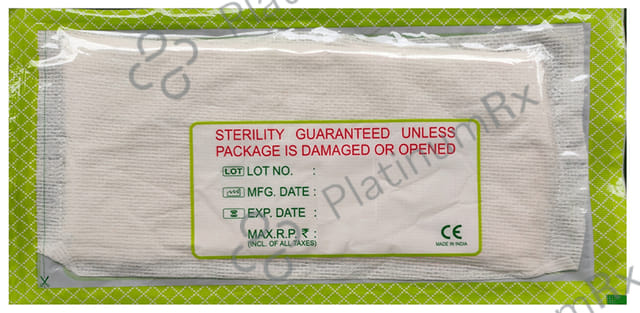 STERILITY GUARANTEED UNLESS
PACKAGE IS DAMAGED OR OPENED
LOT LOT NO. :
MFG. DATE :
EXP. DATE :
MAX.R.P. ₹ :
(INCL. OF ALL TAXES)
CE
MADE IN INDIA
PlatinumRx